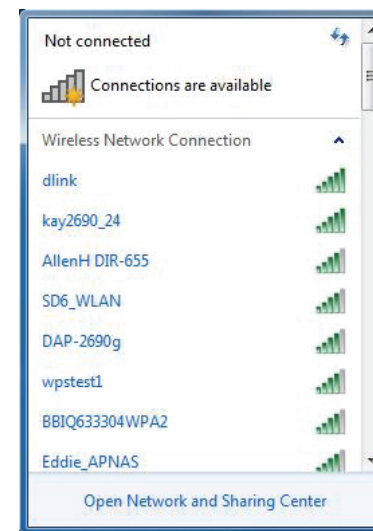 Not connected
Connections are available
Wireless Network Connection
dlink
kay2690_24
AllenH DIR-655
SD6_WLAN
DAP-2690g
wpstest1
BBIQ633304WPA2
Eddie_APNAS
Open Network and Sharing Center